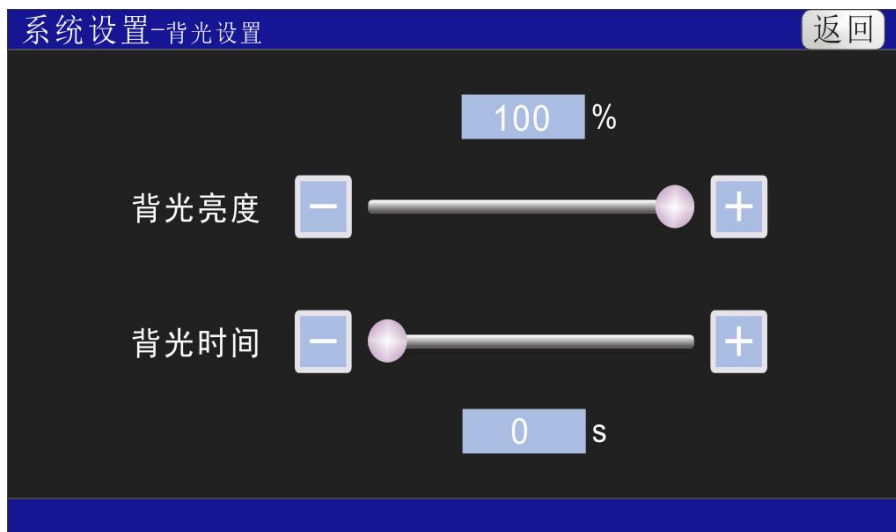 系统设置-背光设置
返回
100 %
背光亮度 − +
背光时间 − +
0 s